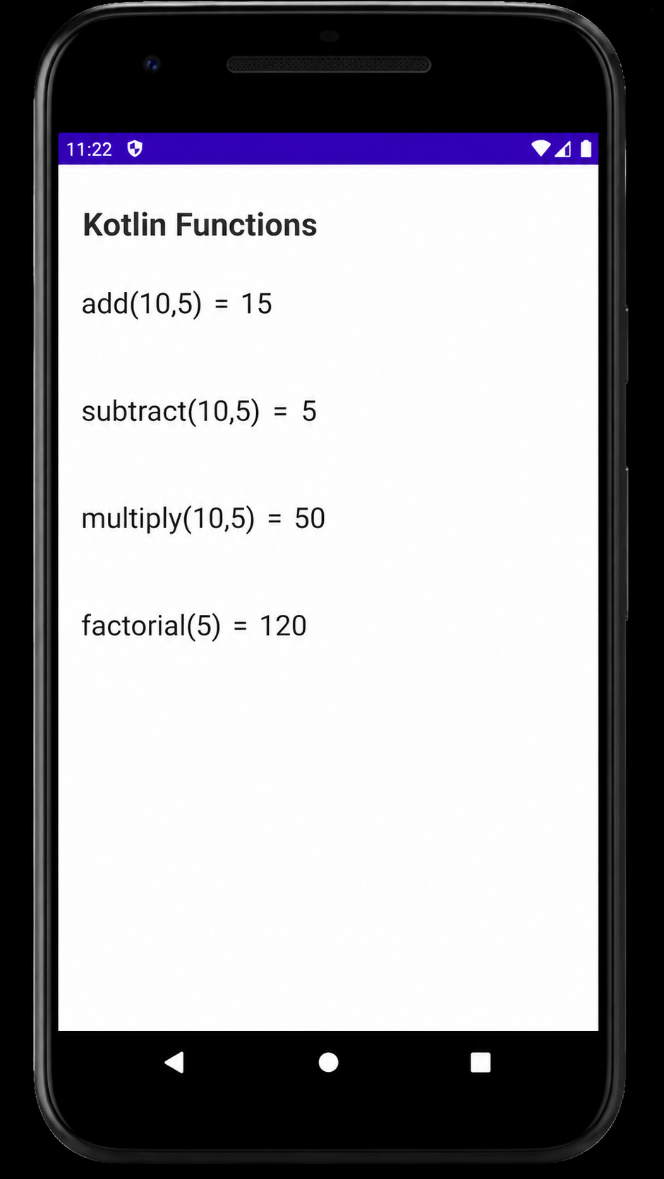 11:22
Kotlin Functions
add(10,5) = 15
subtract(10,5) = 5
multiply(10,5) = 50
factorial(5) = 120